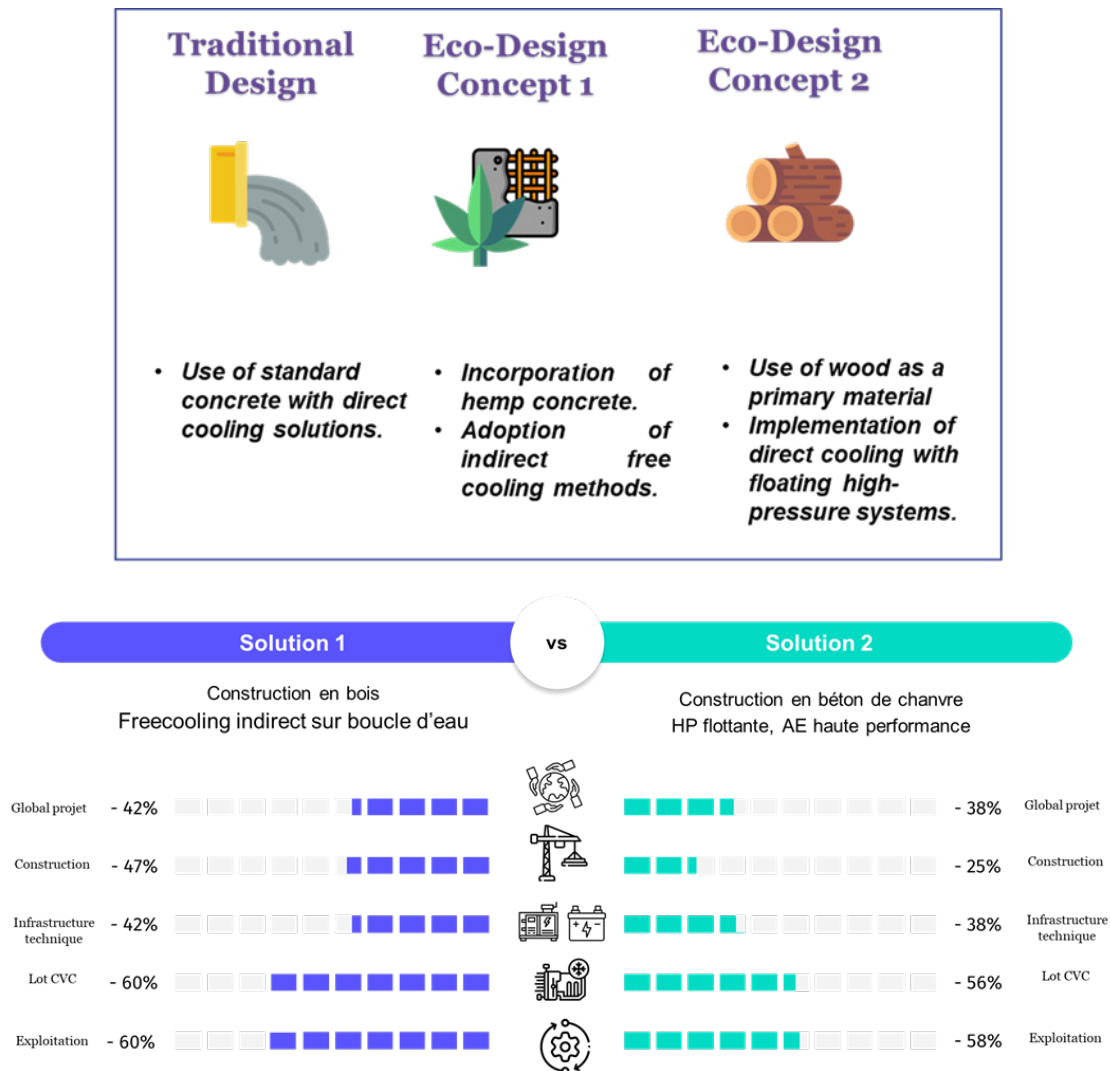 Traditional
Design
Eco-Design
Concept 1
Eco-Design
Concept 2
• Use of standard
concrete with direct
cooling solutions.
• Incorporation of
hemp concrete.
• Adoption of
indirect free
cooling methods.
• Use of wood as a
primary material
• Implementation of
direct cooling with
floating high-
pressure systems.
Solution 1
vs
Solution 2
Construction en bois
Freecooling indirect sur boucle d'eau
Construction en béton de chanvre
HP flottante, AE haute performance
Global projet - 42% - 38% Global projet
Construction - 47% - 25% Construction
Infrastructure
technique
- 42% - 38%
Infrastructure
technique
Lot CVC - 60% - 56% Lot CVC
Exploitation - 60% - 58% Exploitation